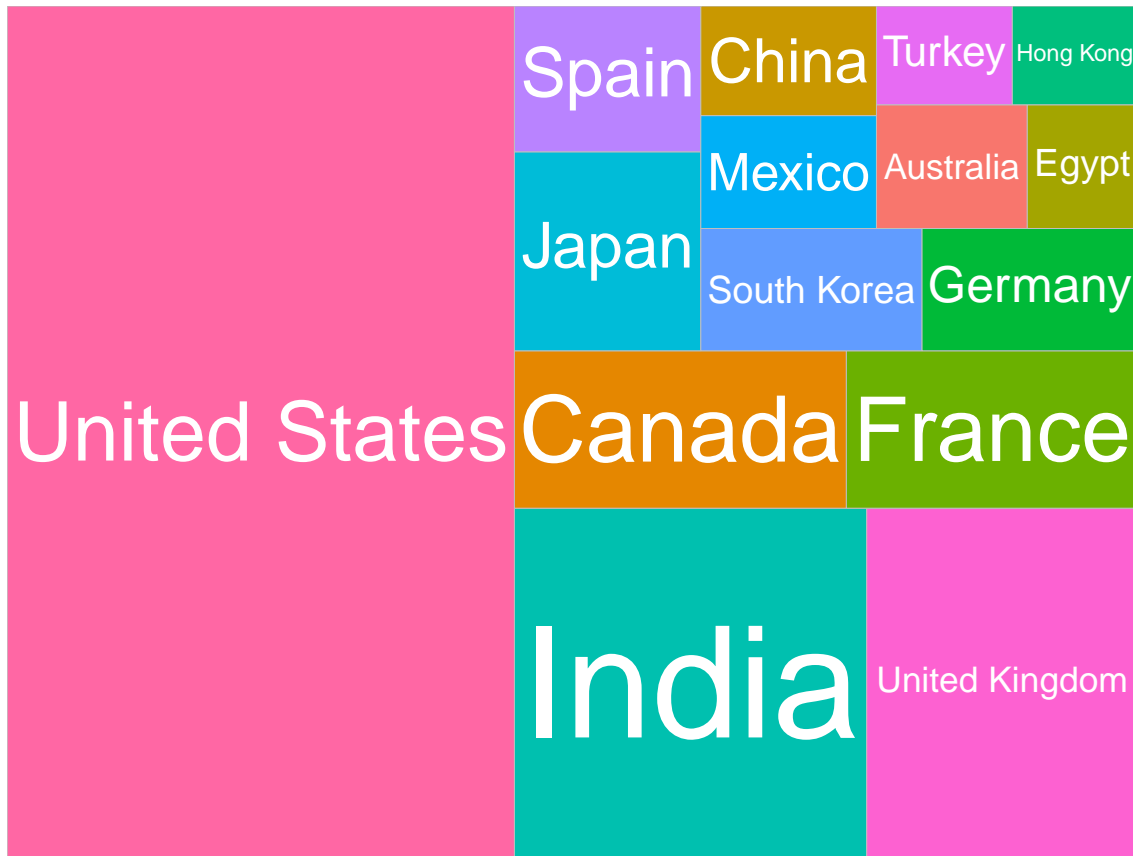 United States
Spain
China
Turkey
Hong Kong
Mexico
Australia
Egypt
Japan
South Korea
Germany
Canada
France
India
United Kingdom